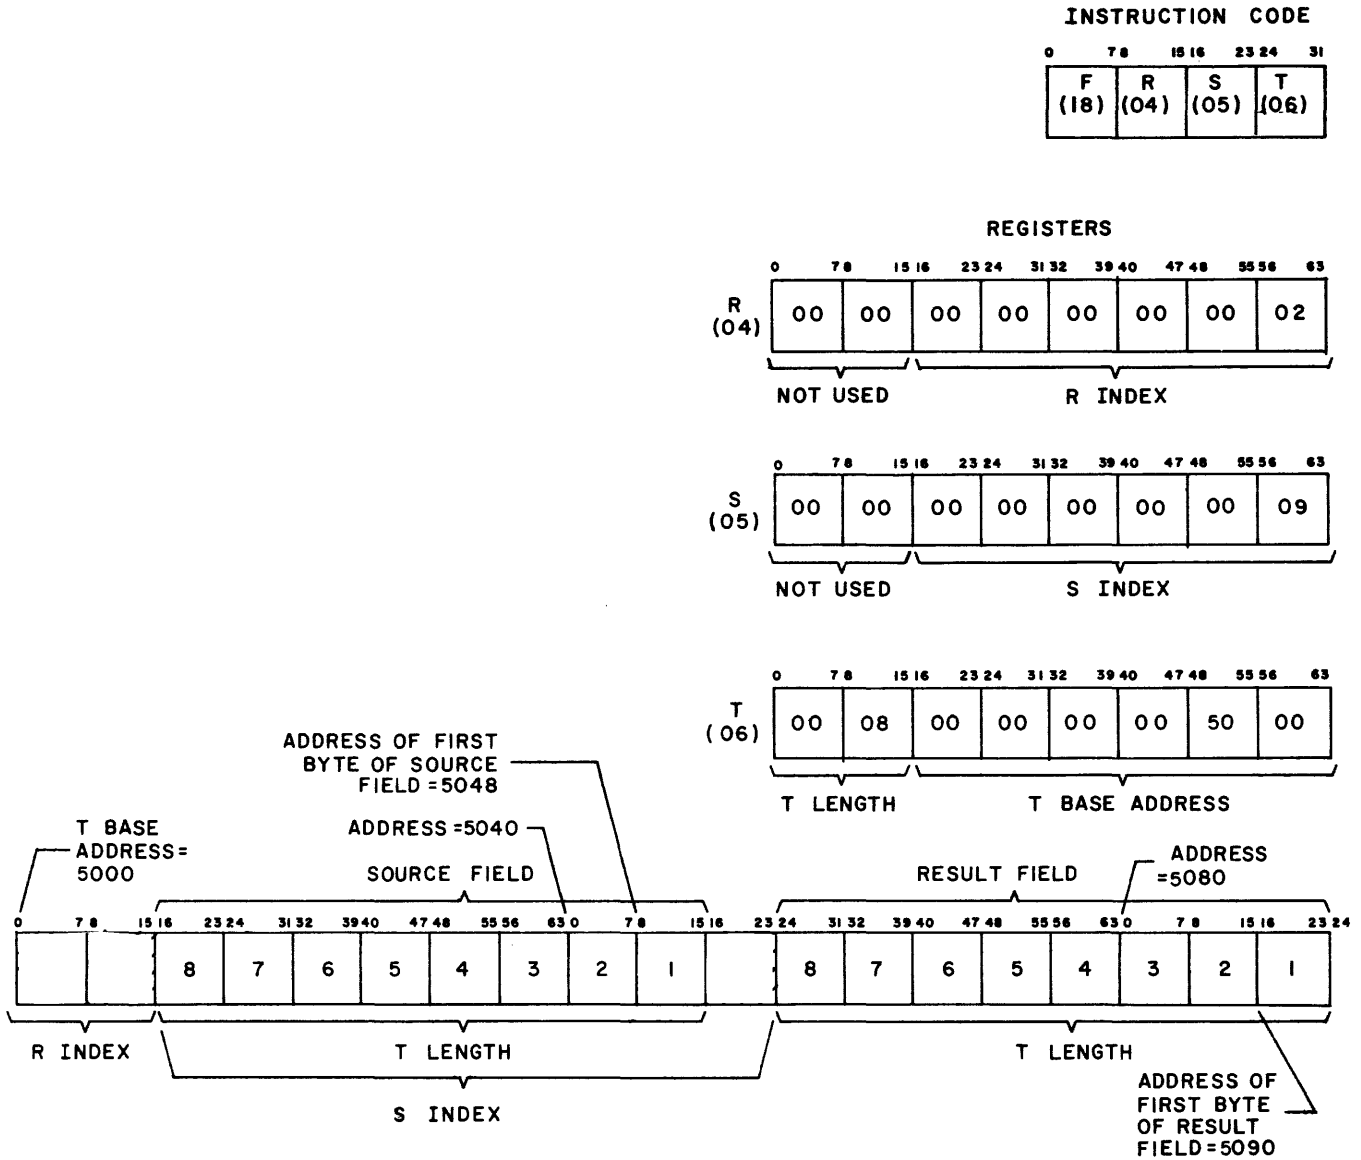 INSTRUCTION CODE
0 7 8 15 16 23 24 31
F R S T
(18) (04) (05) (06)
REGISTERS
0 7 8 15 16 23 24 31 32 39 40 47 48 55 56 63
R
(04)
00 00 00 00 00 00 00 02
NOT USED R INDEX
0 7 8 15 16 23 24 31 32 39 40 47 48 55 56 63
S
(05)
00 00 00 00 00 00 00 09
NOT USED S INDEX
0 7 8 15 16 23 24 31 32 39 40 47 48 55 56 63
T
(06)
00 08 00 00 00 00 50 00
T LENGTH T BASE ADDRESS
ADDRESS OF FIRST
BYTE OF SOURCE
FIELD = 5048
T BASE
ADDRESS=
5000
ADDRESS =5040
SOURCE FIELD
RESULT FIELD
ADDRESS
=5080
0 7 8 15 16 23 24 31 32 39 40 47 48 55 56 63 0 7 8 15 16 23 24 31 32 39 40 47 48 55 56 63 0 7 8 15 16 23 24
8 7 6 5 4 3 2 1 8 7 6 5 4 3 2 1
R INDEX T LENGTH T LENGTH
S INDEX
ADDRESS OF
FIRST BYTE
OF RESULT
FIELD=5090